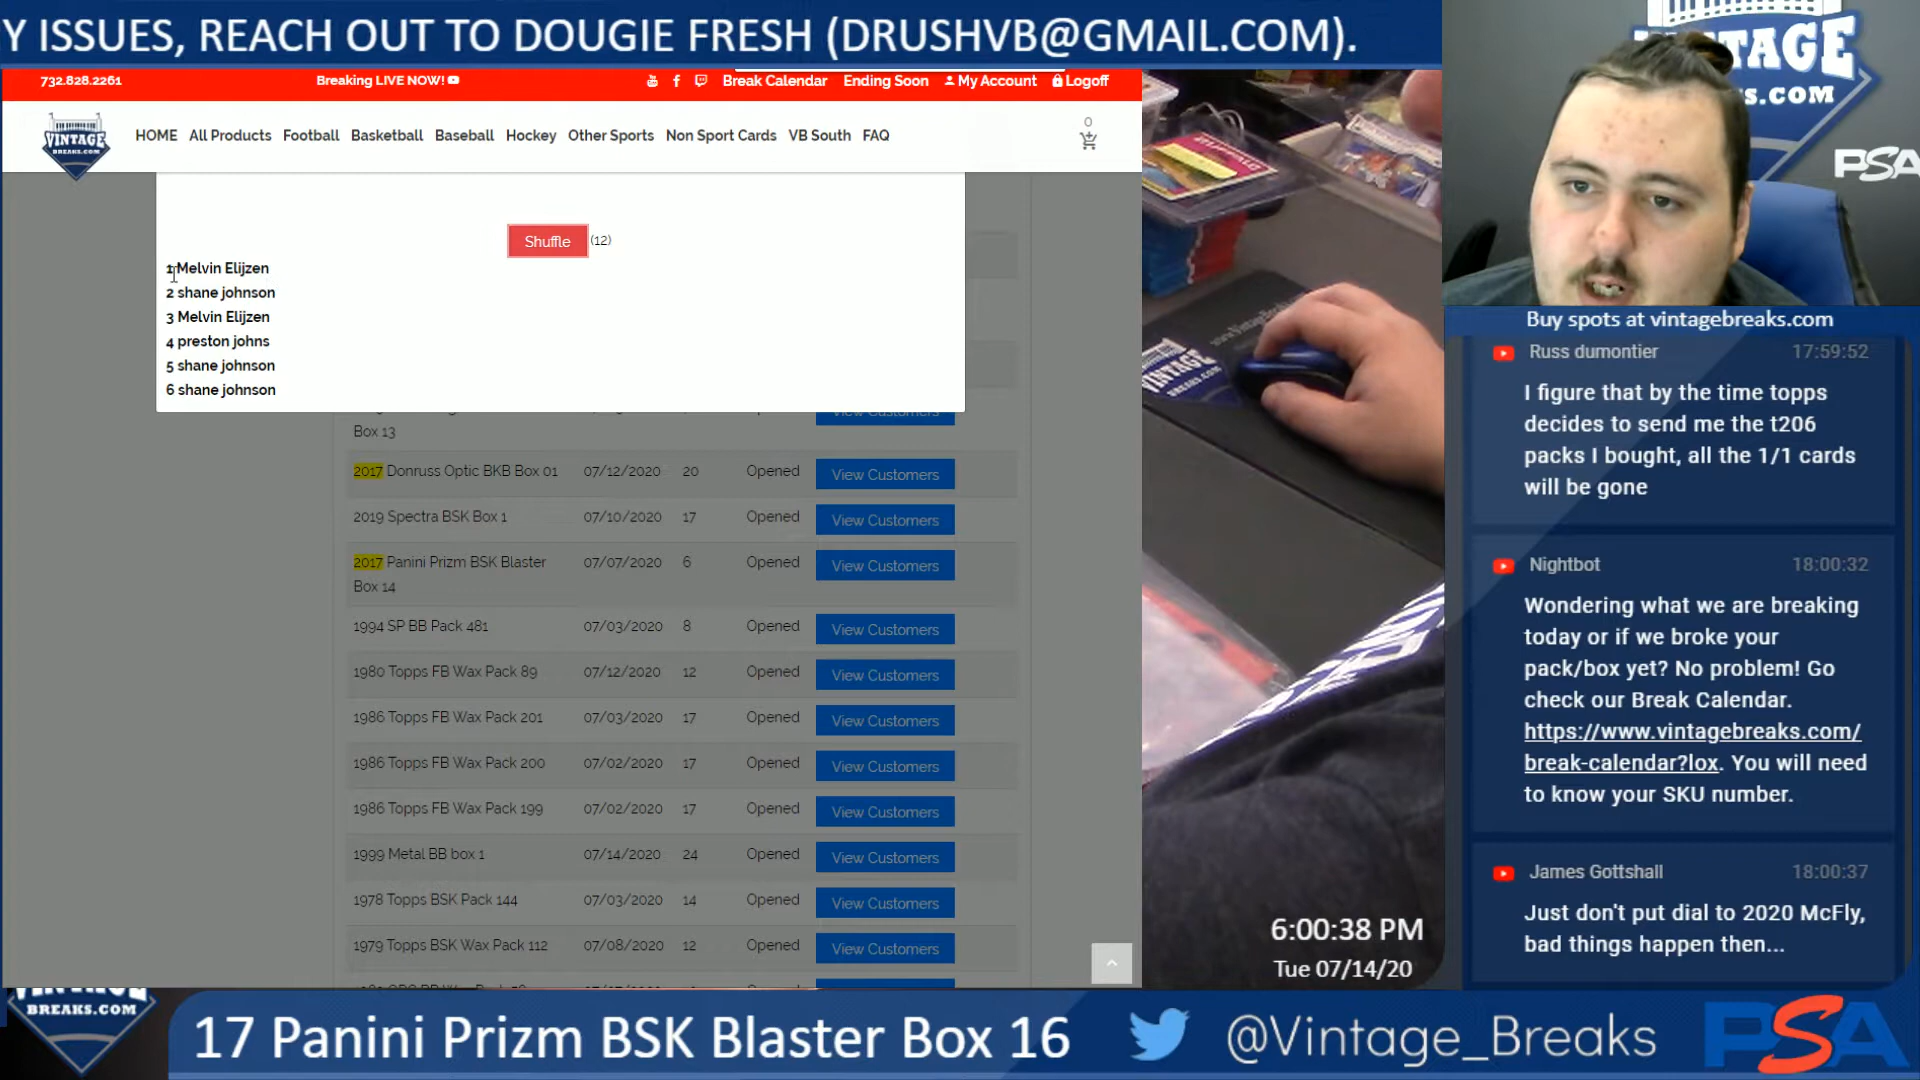 Y ISSUES, REACH OUT TO DOUGIE FRESH (DRUSHVB@GMAIL.COM).
732.828.2261
Breaking LIVE NOW!
Break Calendar
Ending Soon
My Account
Logoff
VINTAGE
BREAKS.COM
HOME
All Products
Football
Basketball
Baseball
Hockey
Other Sports
Non Sport Cards
VB South
FAQ
0
Shuffle (12)
1 Melvin Elijzen
2 shane johnson
3 Melvin Elijzen
4 preston johns
5 shane johnson
6 shane johnson
Box 13
View Customers
2017 Donruss Optic BKB Box 01 07/12/2020 20 Opened View Customers
2019 Spectra BSK Box 1 07/10/2020 17 Opened View Customers
2017 Panini Prizm BSK Blaster 07/07/2020 6 Opened View Customers
Box 14
1994 SP BB Pack 481 07/03/2020 8 Opened View Customers
1980 Topps FB Wax Pack 89 07/12/2020 12 Opened View Customers
1986 Topps FB Wax Pack 201 07/03/2020 17 Opened View Customers
1986 Topps FB Wax Pack 200 07/02/2020 17 Opened View Customers
1986 Topps FB Wax Pack 199 07/02/2020 17 Opened View Customers
1999 Metal BB box 1 07/14/2020 24 Opened View Customers
1978 Topps BSK Pack 144 07/03/2020 14 Opened View Customers
1979 Topps BSK Wax Pack 112 07/08/2020 12 Opened View Customers
VINTAGE
6:00:38 PM
Tue 07/14/20
TAGE
S.COM
PSA
Buy spots at vintagebreaks.com
Russ dumontier 17:59:52
I figure that by the time topps
decides to send me the t206
packs I bought, all the 1/1 cards
will be gone
Nightbot 18:00:32
Wondering what we are breaking
today or if we broke your
pack/box yet? No problem! Go
check our Break Calendar.
https://www.vintagebreaks.com/
break-calendar?lox. You will need
to know your SKU number.
James Gottshall 18:00:37
Just don't put dial to 2020 McFly,
bad things happen then...
VINTAGE
BREAKS.COM
17 Panini Prizm BSK Blaster Box 16
@Vintage_Breaks
PSA